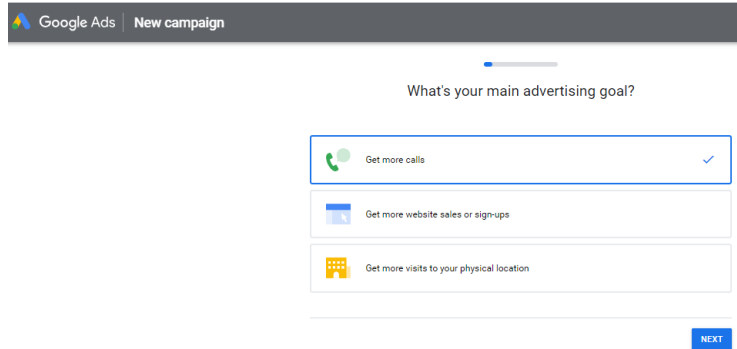 Google Ads New campaign
What's your main advertising goal?
Get more calls
Get more website sales or sign-ups
Get more visits to your physical location
NEXT